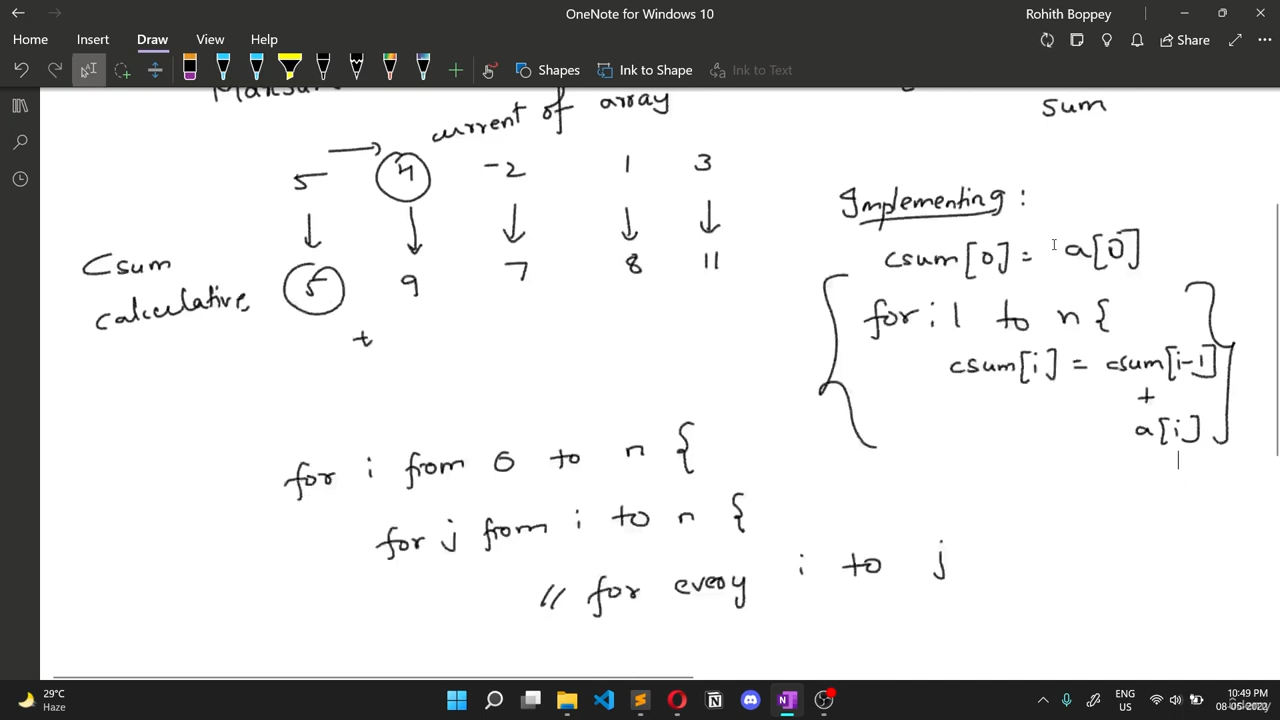 OneNote for Windows 10
Rohith Boppey
Home Insert Draw View Help
Share
Shapes Ink to Shape Ink to Text
current of array
sum
5 4 -2 1 3
Csum
calculative
5 9 7 8 11
t
Implementing :
csum[0] = a[0]
for i 1 to n {
csum[i] = csum[i-1]
+
a[i]
for i from 0 to n {
for j from i to n {
// for every i to j
29°C
Haze
ENG
US
10:49 PM
08-05-2022